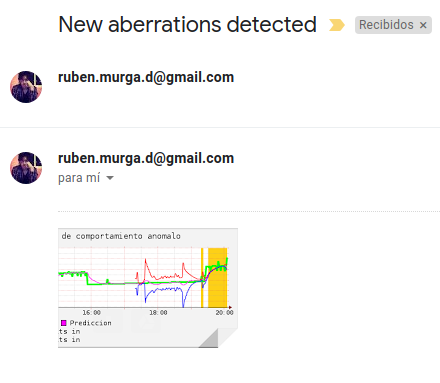 New aberrations detected Recibidos ×
ruben.murga.d@gmail.com
ruben.murga.d@gmail.com
para mí
de comportamiento anomalo
16:00 18:00 20:00
Prediccion
ts in
ts in